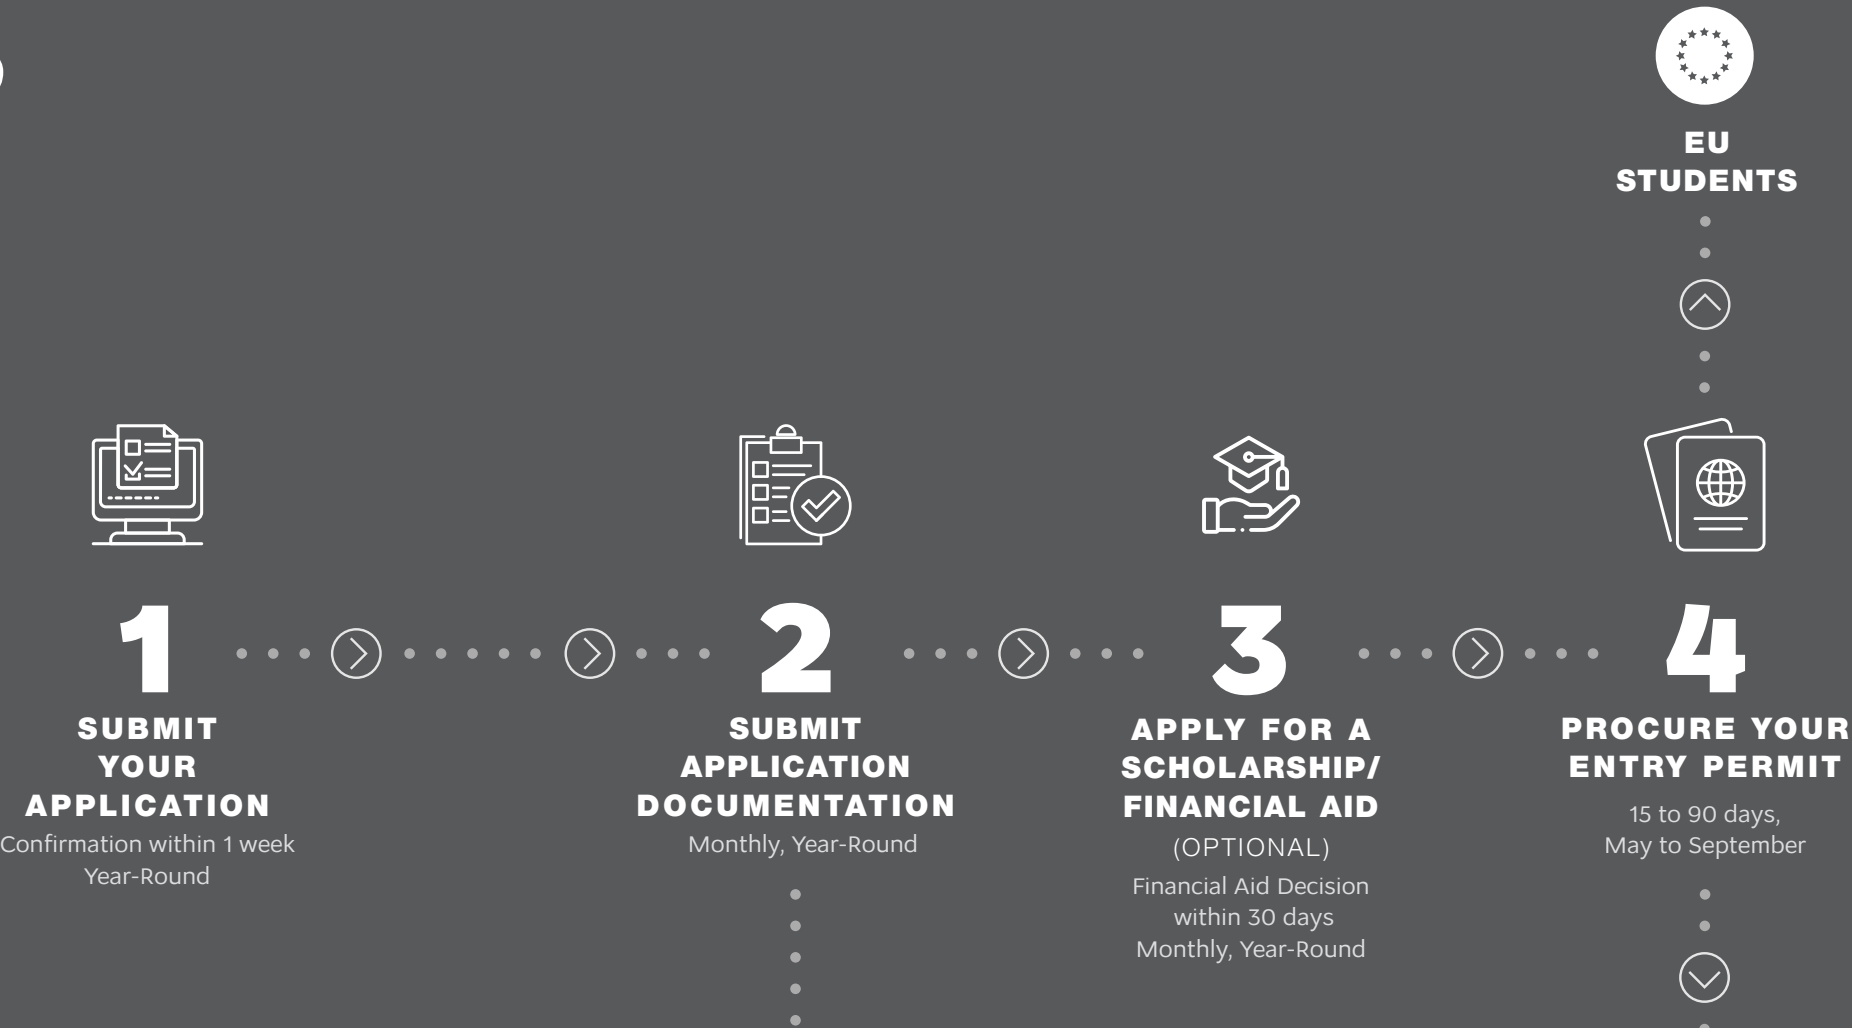 EU
STUDENTS
1
SUBMIT
YOUR
APPLICATION
Confirmation within 1 week
Year-Round
2
SUBMIT
APPLICATION
DOCUMENTATION
Monthly, Year-Round
3
APPLY FOR A
SCHOLARSHIP/
FINANCIAL AID
(OPTIONAL)
Financial Aid Decision
within 30 days
Monthly, Year-Round
4
PROCURE YOUR
ENTRY PERMIT
15 to 90 days,
May to September